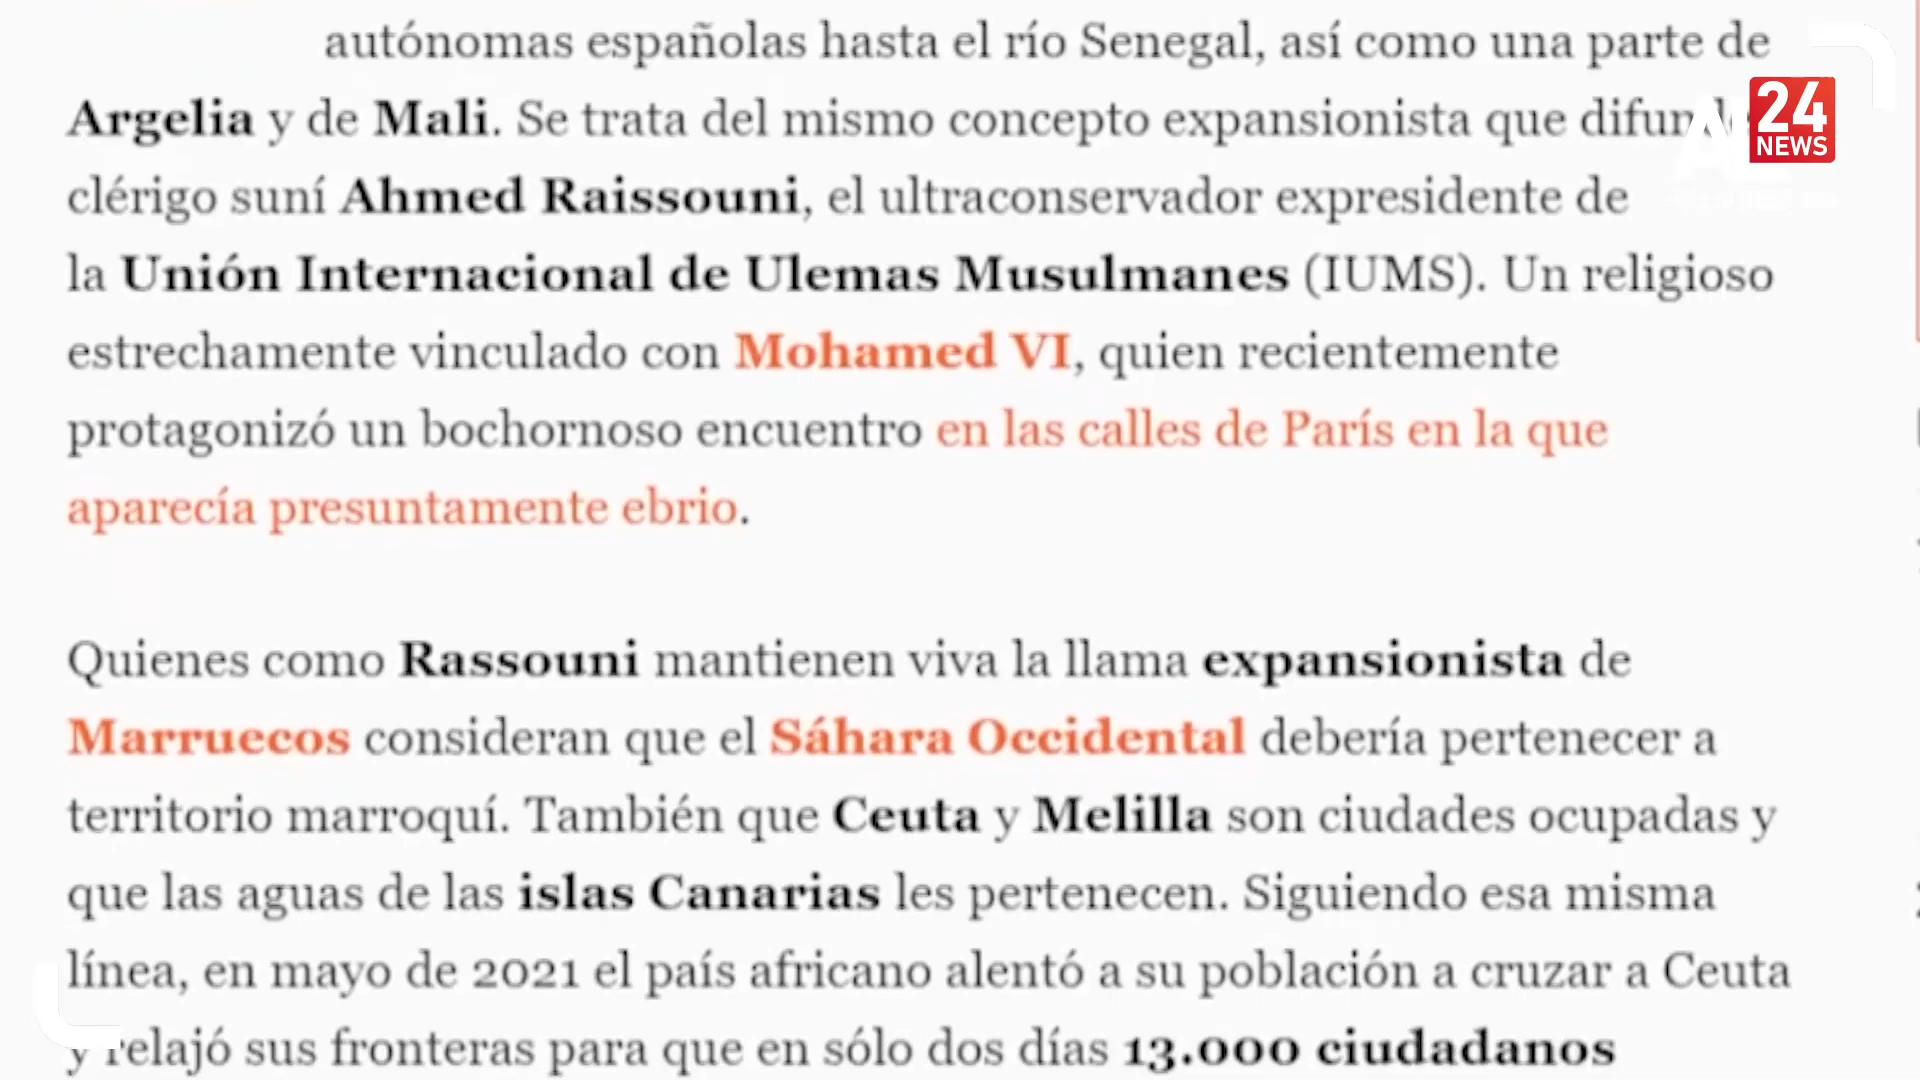 autónomas españolas hasta el río Senegal, así como una parte de
Argelia y de Mali. Se trata del mismo concepto expansionista que
24
NEWS
clérigo suní Ahmed Raissouni, el ultraconservador expresidente de
la Unión Internacional de Ulemas Musulmanes (IUMS). Un religioso
estrechamente vinculado con Mohamed VI, quien recientemente
protagonizó un bochornoso encuentro en las calles de París en la que
aparecía presuntamente ebrio.
Quienes como Rassouni mantienen viva la llama expansionista de
Marruecos consideran que el Sáhara Occidental debería pertenecer a
territorio marroquí. También que Ceuta y Melilla son ciudades ocupadas y
que las aguas de las islas Canarias les pertenecen. Siguiendo esa misma
línea, en mayo de 2021 el país africano alentó a su población a cruzar a Ceuta
y relajó sus fronteras para que en sólo dos días 13.000 ciudadanos